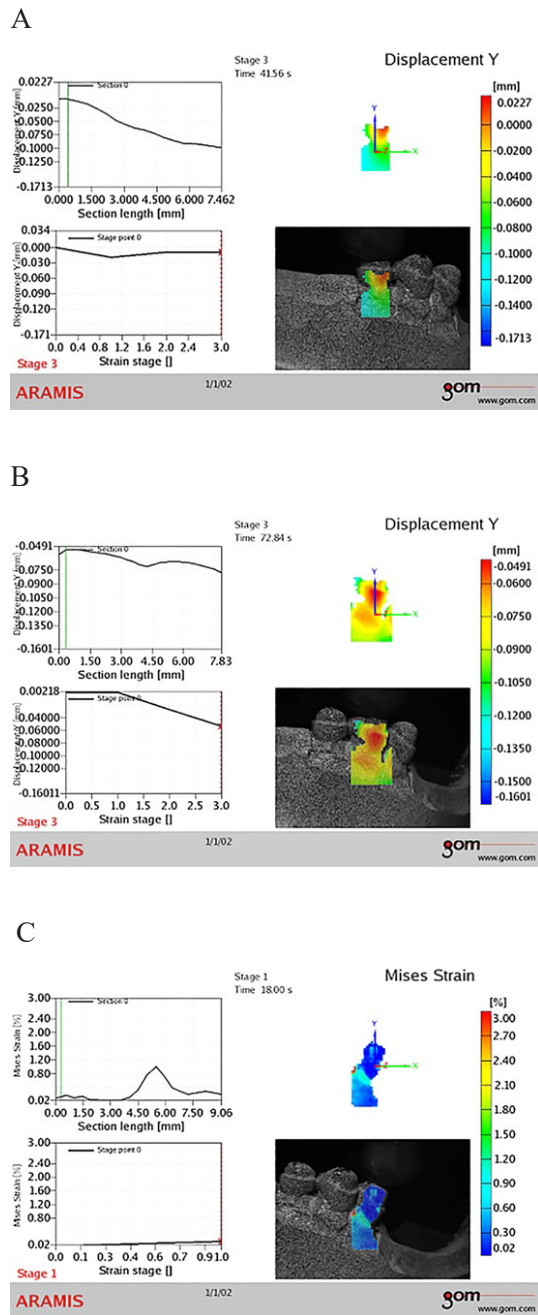 A
Stage 3
Time 41.56 s
Displacement Y
Displacement Y [mm]
0.0227
0.0250
0.0500
0.0750
0.1000
0.1250
-0.1713
Section 0
0.000 1.500 3.000 4.500 6.000 7.462
Section length [mm]
Displacement Y [mm]
0.034
0.000
0.030
0.060
0.090
0.120
-0.171
Stage point 0
0.0 0.4 0.8 1.2 1.6 2.0 2.4 3.0
Strain stage []
Stage 3
Y
X
[mm]
0.0227
0.0000
-0.0200
-0.0400
-0.0600
-0.0800
-0.1000
-0.1200
-0.1400
-0.1713
ARAMIS
1/1/02
gom
www.gom.com
B
Stage 3
Time 72.84 s
Displacement Y
Displacement Y [mm]
-0.0491
0.0750
0.0900
0.1050
0.1200
0.1350
-0.1601
Section 0
0.00 1.50 3.00 4.50 6.00 7.83
Section length [mm]
Displacement Y [mm]
0.00218
0.04000
0.06000
0.08000
0.10000
0.12000
-0.16011
Stage point 0
0.0 0.5 1.0 1.5 2.0 3.0
Strain stage []
Stage 3
Y
X
[mm]
-0.0491
-0.0600
-0.0750
-0.0900
-0.1050
-0.1200
-0.1350
-0.1500
-0.1601
ARAMIS
1/1/02
gom
www.gom.com
C
Stage 1
Time 18.00 s
Mises Strain
Mises Strain [%]
3.00
2.40
2.00
1.60
1.20
0.80
0.02
Section 0
0.00 1.50 3.00 4.50 6.00 9.06
Section length [mm]
Mises Strain [%]
3.00
2.40
2.00
1.60
0.80
0.02
Stage point 0
0.0 0.1 0.3 0.4 0.6 0.7 0.91.0
Strain stage []
Stage 1
Y
X
[%]
3.00
2.70
2.40
2.10
1.80
1.50
1.20
0.90
0.60
0.30
0.02
ARAMIS
1/1/02
gom
www.gom.com